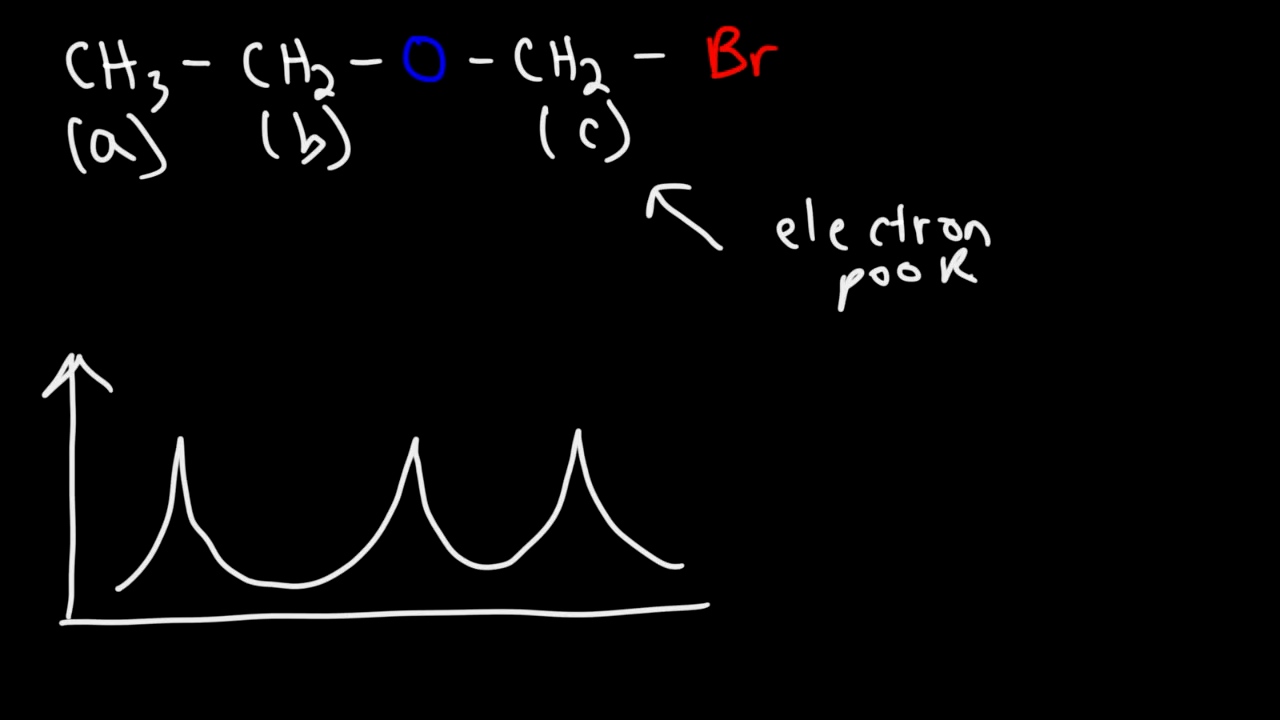 CH₃ - CH₂ - O - CH₂ - Br
(a) (b) (c)
electron
pooR